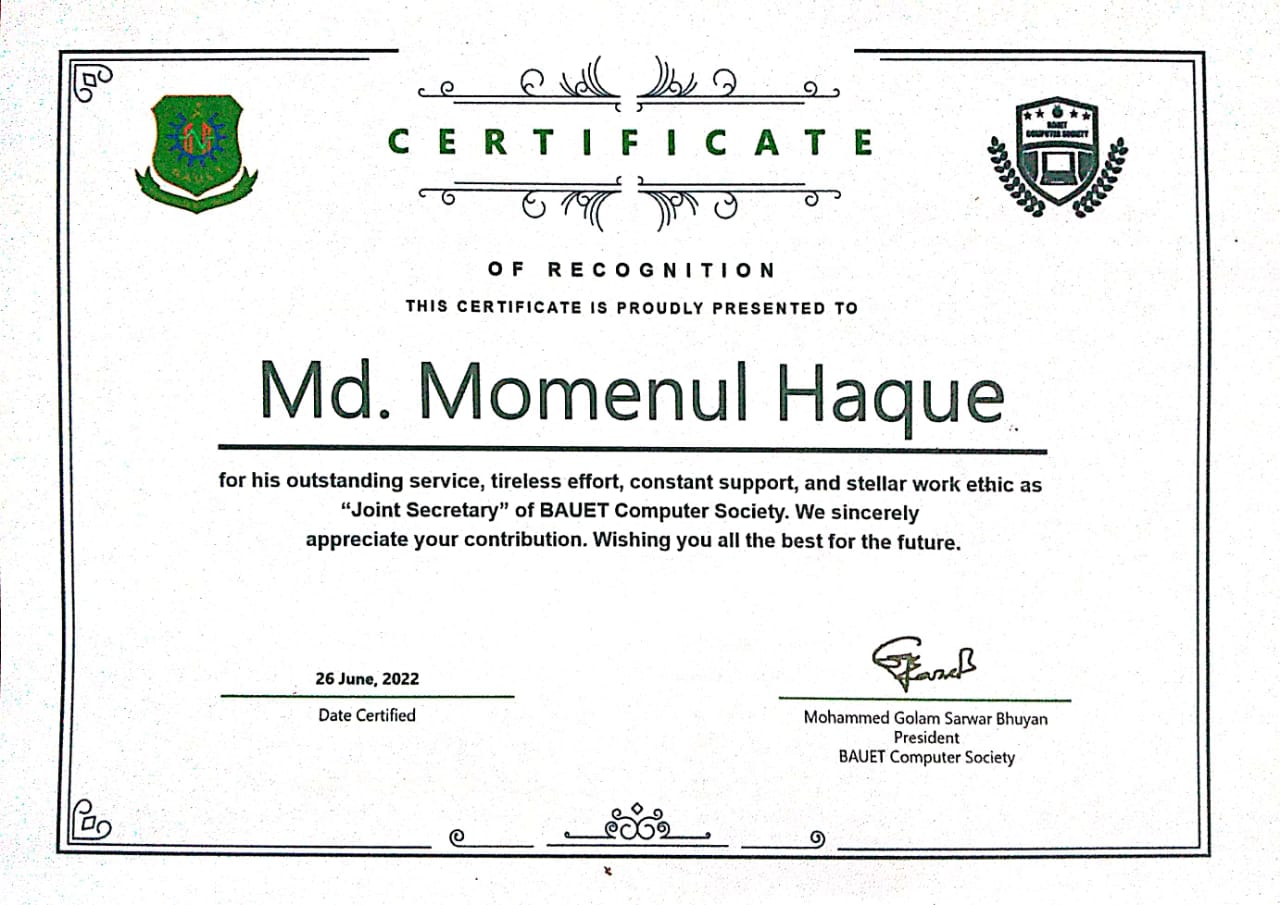 CERTIFICATE
BAUET
BAUET
COMPUTER SOCIETY
OF RECOGNITION
THIS CERTIFICATE IS PROUDLY PRESENTED TO
Md. Momenul Haque
for his outstanding service, tireless effort, constant support, and stellar work ethic as
“Joint Secretary” of BAUET Computer Society. We sincerely
appreciate your contribution. Wishing you all the best for the future.
26 June, 2022
Date Certified
Mohammed Golam Sarwar Bhuyan
President
BAUET Computer Society